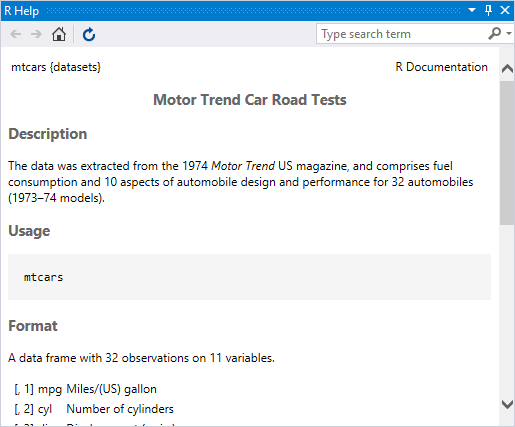 R Help
Type search term
mtcars {datasets} R Documentation
Motor Trend Car Road Tests
Description
The data was extracted from the 1974 Motor Trend US magazine, and comprises fuel
consumption and 10 aspects of automobile design and performance for 32 automobiles
(1973–74 models).
Usage
mtcars
Format
A data frame with 32 observations on 11 variables.
[, 1] mpg Miles/(US) gallon
[, 2] cyl Number of cylinders